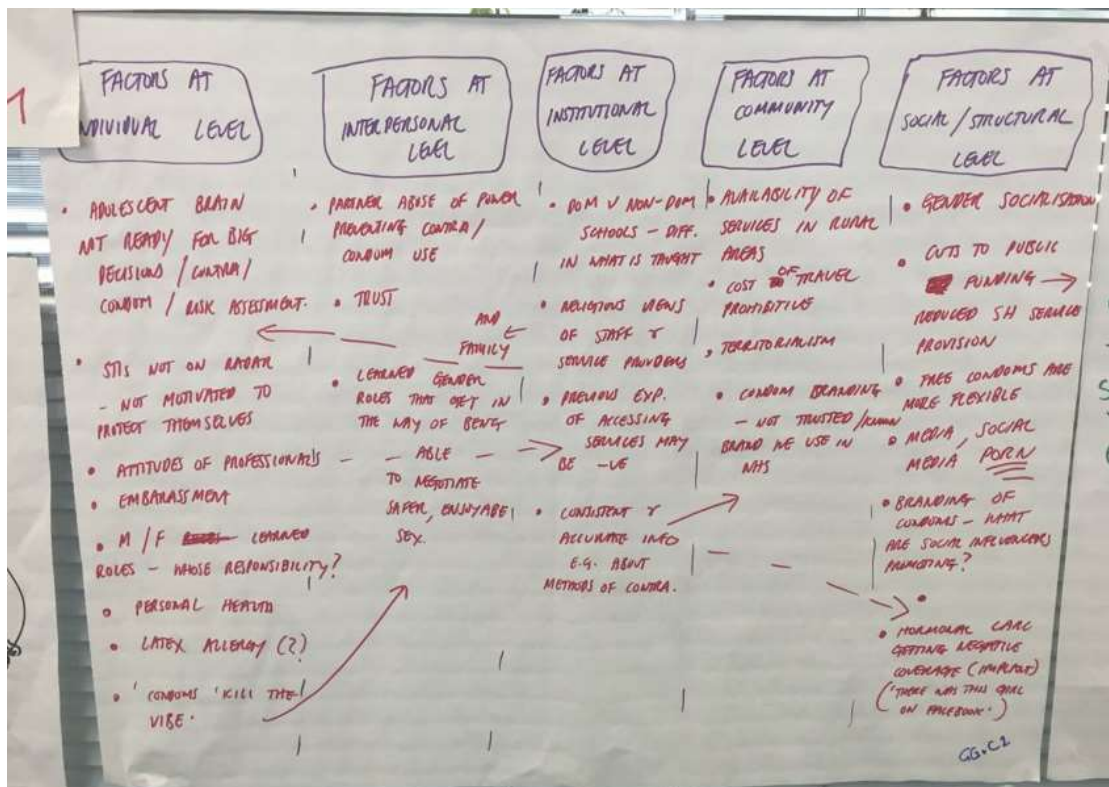 1
FACTORS AT
INDIVIDUAL LEVEL
• ADOLESCENT BRAIN
NOT READY FOR BIG
DECISIONS / CONTRA /
CONDOM / RISK ASSESSMENT.
• STIS NOT ON RADAR
- NOT MOTIVATED TO
PROTECT THEMSELVES
• ATTITUDES OF PROFESSIONALS
• EMBARASSMENT
• M / F LEARNED
ROLES - WHOSE RESPONSIBILITY?
• PERSONAL HEALTH
• LATEX ALLERGY (?)
• 'CONDOMS 'KILL THE
VIBE.
FACTORS AT
INTERPERSONAL
LEVEL
• PARTNER ABUSE OF POWER
PREVENTING CONTRA /
CONDOM USE
• TRUST
AND
FAMILY
• LEARNED GENDER
ROLES THAT GET IN
THE WAY OF BEING
ABLE
TO NEGOTIATE
SAFER, ENJOYABE
SEX.
FACTORS AT
INSTITUTIONAL
LEVEL
• DOM V NON-DOM
SCHOOLS - DIFF.
IN WHAT IS TAUGHT
• RELIGIOUS VIEWS
OF STAFF &
SERVICE PROVIDERS
• PREVIOUS EXP.
OF ACCESSING
SERVICES MAY
BE -VE
• CONSISTENT &
ACCURATE INFO
E.G. ABOUT
METHODS OF CONTRA.
FACTORS AT
COMMUNITY
LEVEL
• AVAILABILITY OF
SERVICES IN RURAL
AREAS
• COST OF TRAVEL
PROHIBITIVE
• TERRITORIALISM
• CONDOM BRANDING
- NOT TRUSTED / KNOWN
BRAND WE USE IN
NHS
FACTORS AT
SOCIAL / STRUCTURAL
LEVEL
• GENDER SOCIALISATION
• CUTS TO PUBLIC
FUNDING →
REDUCED SH SERVICE
PROVISION
• FREE CONDOMS ARE
MORE FLEXIBLE
• MEDIA, SOCIAL
MEDIA PORN
• BRANDING OF
CONDOMS - WHAT
ARE SOCIAL INFLUENCERS
PROMOTING?
• HORMONAL CARC
GETTING NEGATIVE
COVERAGE (IMPLANT)
('THERE WAS THIS GIRL
ON FACEBOOK.')
GG.C2